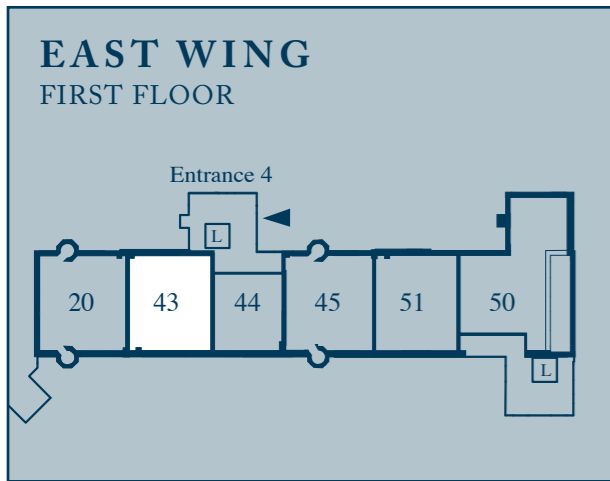 EAST WING
FIRST FLOOR
Entrance 4
L
20 43 44 45 51 50
L